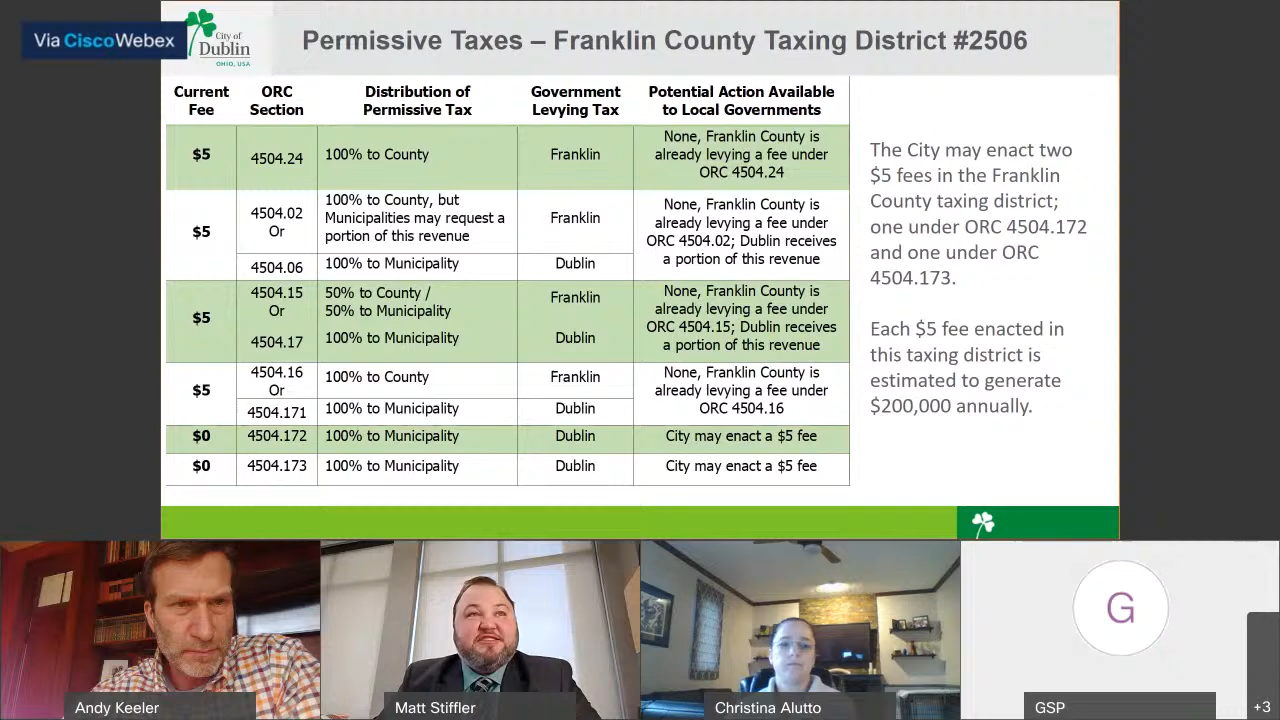 Via Cisco Webex
City of
Dublin
OHIO, USA
Permissive Taxes – Franklin County Taxing District #2506
Current
Fee
ORC
Section
Distribution of
Permissive Tax
Government
Levying Tax
Potential Action Available
to Local Governments
$5
4504.24
100% to County
Franklin
None, Franklin County is
already levying a fee under
ORC 4504.24
$5
4504.02
Or
100% to County, but
Municipalities may request a
portion of this revenue
Franklin
4504.06
100% to Municipality
Dublin
None, Franklin County is
already levying a fee under
ORC 4504.02; Dublin receives
a portion of this revenue
$5
4504.15
Or
50% to County /
50% to Municipality
Franklin
4504.17
100% to Municipality
Dublin
None, Franklin County is
already levying a fee under
ORC 4504.15; Dublin receives
a portion of this revenue
$5
4504.16
Or
100% to County
Franklin
4504.171
100% to Municipality
Dublin
None, Franklin County is
already levying a fee under
ORC 4504.16
$0
4504.172
100% to Municipality
Dublin
City may enact a $5 fee
$0
4504.173
100% to Municipality
Dublin
City may enact a $5 fee
The City may enact two
$5 fees in the Franklin
County taxing district;
one under ORC 4504.172
and one under ORC
4504.173.
Each $5 fee enacted in
this taxing district is
estimated to generate
$200,000 annually.
G
Andy Keeler
Matt Stiffler
Christina Alutto
GSP
+3